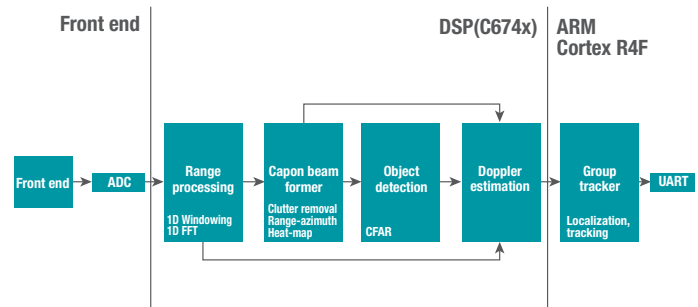 Front end
DSP(C674x)
ARM
Cortex R4F
Front end
ADC
Range
processing
1D Windowing
1D FFT
Capon beam
former
Clutter removal
Range-azimuth
Heat-map
Object
detection
CFAR
Doppler
estimation
Group
tracker
Localization,
tracking
UART